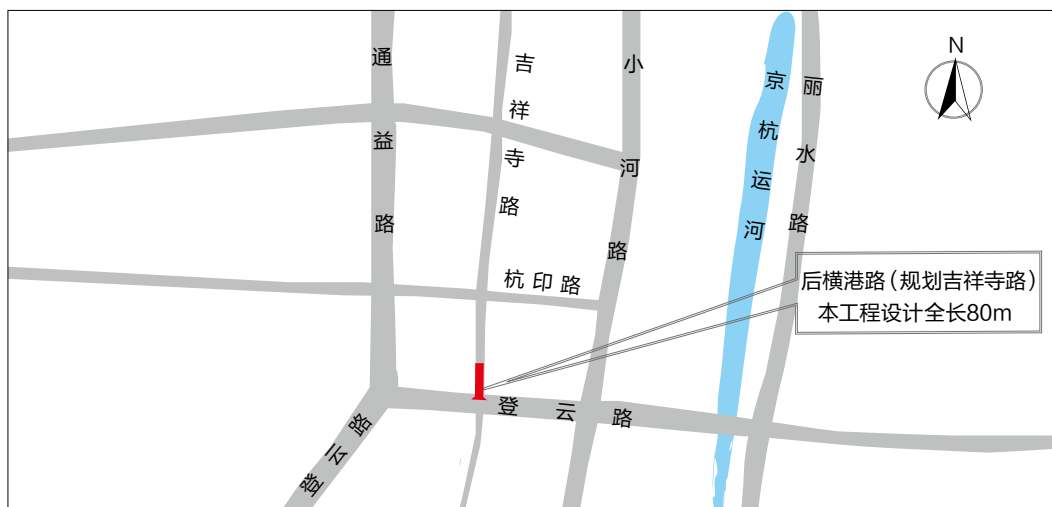 N
通益路
吉祥寺路
小河路
京杭运河
丽水路
杭印路
后横港路（规划吉祥寺路）
本工程设计全长80m
登云路
登云路